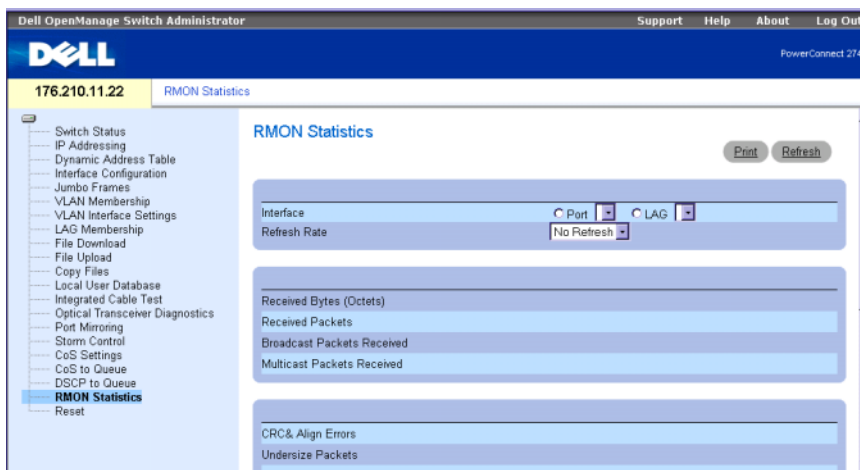 Dell OpenManage Switch Administrator
Support Help About Log Out
DELL
PowerConnect 274
176.210.11.22
RMON Statistics
Switch Status
IP Addressing
Dynamic Address Table
Interface Configuration
Jumbo Frames
VLAN Membership
VLAN Interface Settings
LAG Membership
File Download
File Upload
Copy Files
Local User Database
Integrated Cable Test
Optical Transceiver Diagnostics
Port Mirroring
Storm Control
CoS Settings
CoS to Queue
DSCP to Queue
RMON Statistics
Reset
RMON Statistics
Print Refresh
Interface Port LAG
Refresh Rate No Refresh
Received Bytes (Octets)
Received Packets
Broadcast Packets Received
Multicast Packets Received
CRC& Align Errors
Undersize Packets